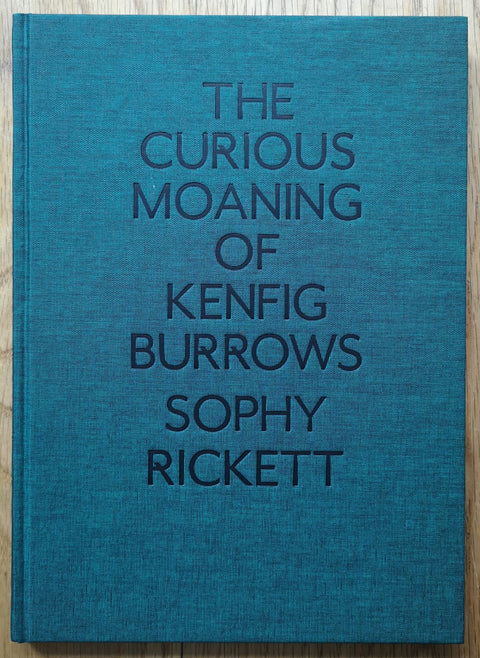 THE
CURIOUS
MOANING
OF
KENFIG
BURROWS
SOPHY
RICKETT